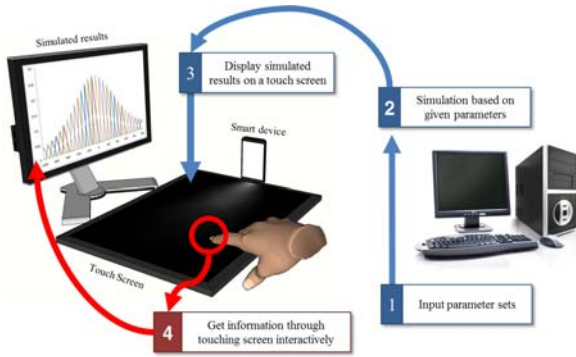 Simulated results
3
Display simulated
results on a touch screen
2
Simulation based on
given parameters
Smart device
Touch Screen
1
Input parameter sets
4
Get information through
touching screen interactively